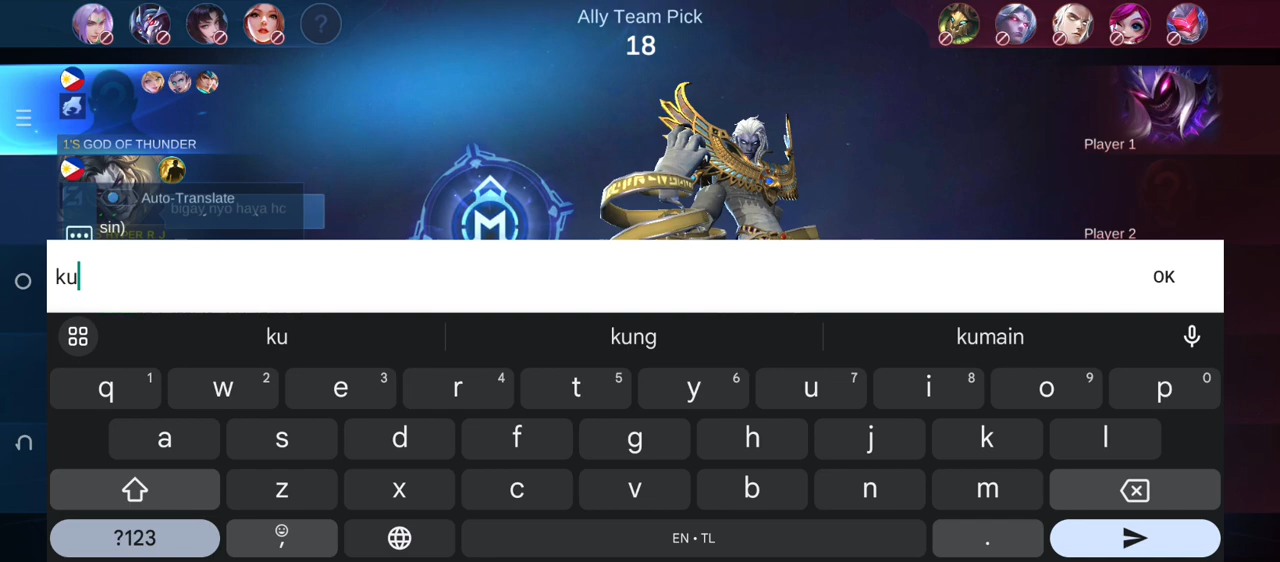 Ally Team Pick
18
1'S GOD OF THUNDER
Player 1
Auto-Translate
bigay nyo haya hc
sin)
HYPER R J
Player 2
ku
OK
ku kung kumain
q 1 w 2 e 3 r 4 t 5 y 6 u 7 i 8 o 9 p 0
a s d f g h j k l
z x c v b n m
?123 , EN • TL .